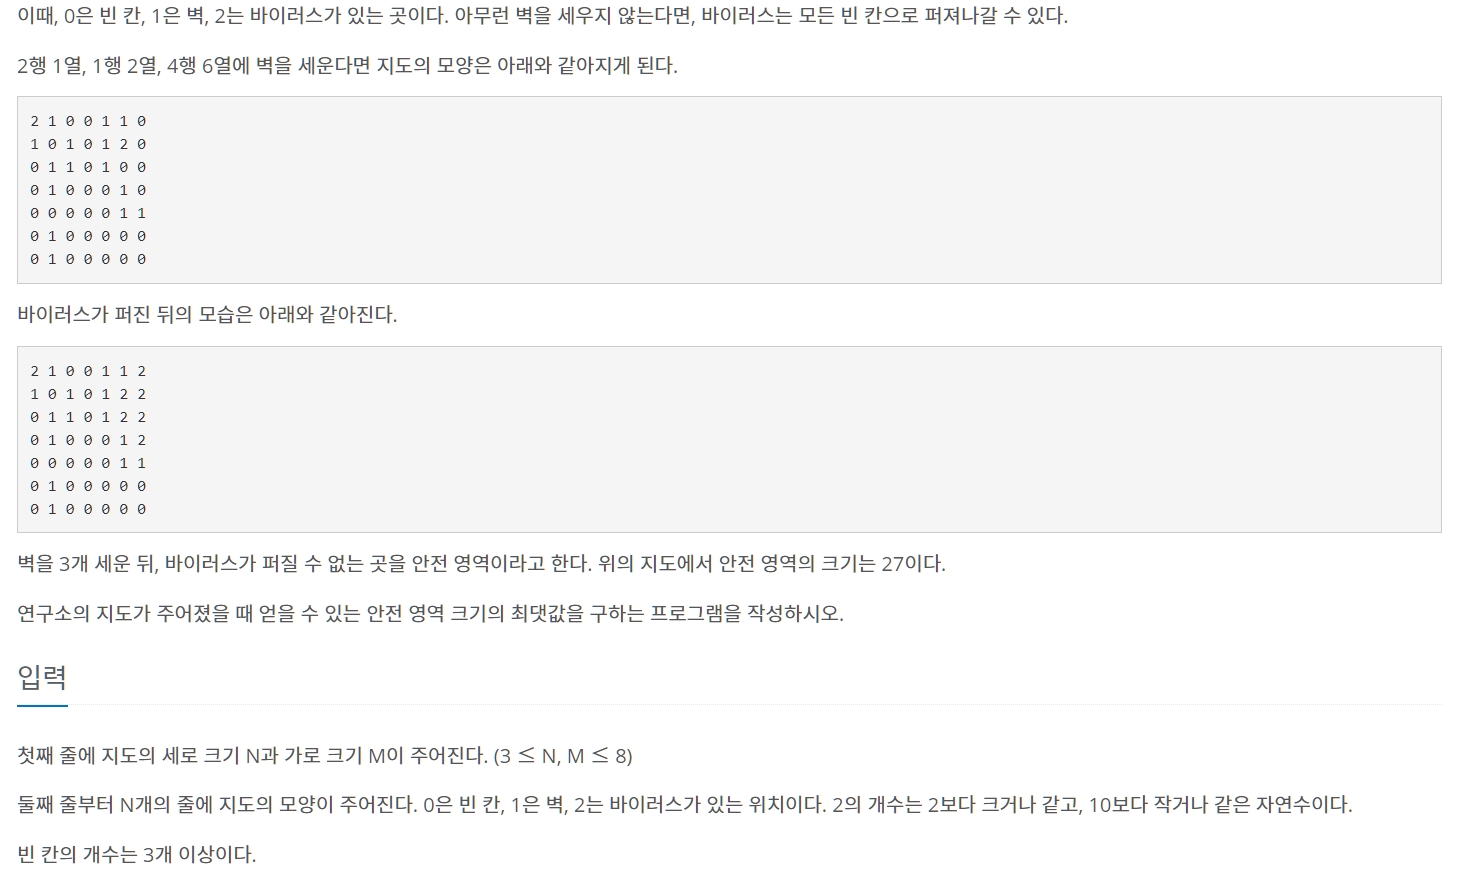 이때, 0은 빈 칸, 1은 벽, 2는 바이러스가 있는 곳이다. 아무런 벽을 세우지 않는다면, 바이러스는 모든 빈 칸으로 퍼져나갈 수 있다.
2행 1열, 1행 2열, 4행 6열에 벽을 세운다면 지도의 모양은 아래와 같아지게 된다.
2 1 0 0 1 1 0
1 0 1 0 1 2 0
0 1 1 0 1 0 0
0 1 0 0 0 1 0
0 0 0 0 0 1 1
0 1 0 0 0 0 0
0 1 0 0 0 0 0
바이러스가 퍼진 뒤의 모습은 아래와 같아진다.
2 1 0 0 1 1 2
1 0 1 0 1 2 2
0 1 1 0 1 2 2
0 1 0 0 0 1 2
0 0 0 0 0 1 1
0 1 0 0 0 0 0
0 1 0 0 0 0 0
벽을 3개 세운 뒤, 바이러스가 퍼질 수 없는 곳을 안전 영역이라고 한다. 위의 지도에서 안전 영역의 크기는 27이다.
연구소의 지도가 주어졌을 때 얻을 수 있는 안전 영역 크기의 최댓값을 구하는 프로그램을 작성하시오.
입력
첫째 줄에 지도의 세로 크기 N과 가로 크기 M이 주어진다. (3 ≤ N, M ≤ 8)
둘째 줄부터 N개의 줄에 지도의 모양이 주어진다. 0은 빈 칸, 1은 벽, 2는 바이러스가 있는 위치이다. 2의 개수는 2보다 크거나 같고, 10보다 작거나 같은 자연수이다.
빈 칸의 개수는 3개 이상이다.